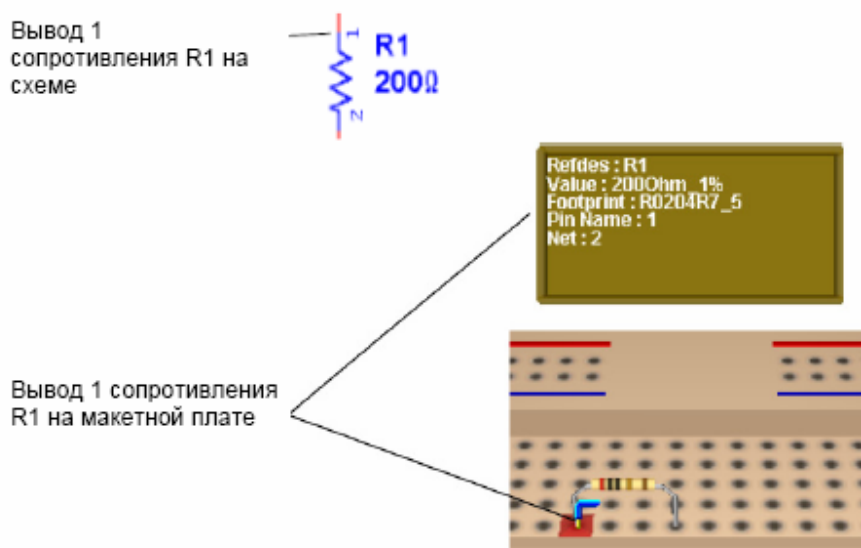 Вывод 1
сопротивления R1 на
схеме
1
R1
200Ω
2
Refdes : R1
Value : 200Ohm_1%
Footprint : R0204R7_5
Pin Name : 1
Net : 2
Вывод 1 сопротивления
R1 на макетной плате